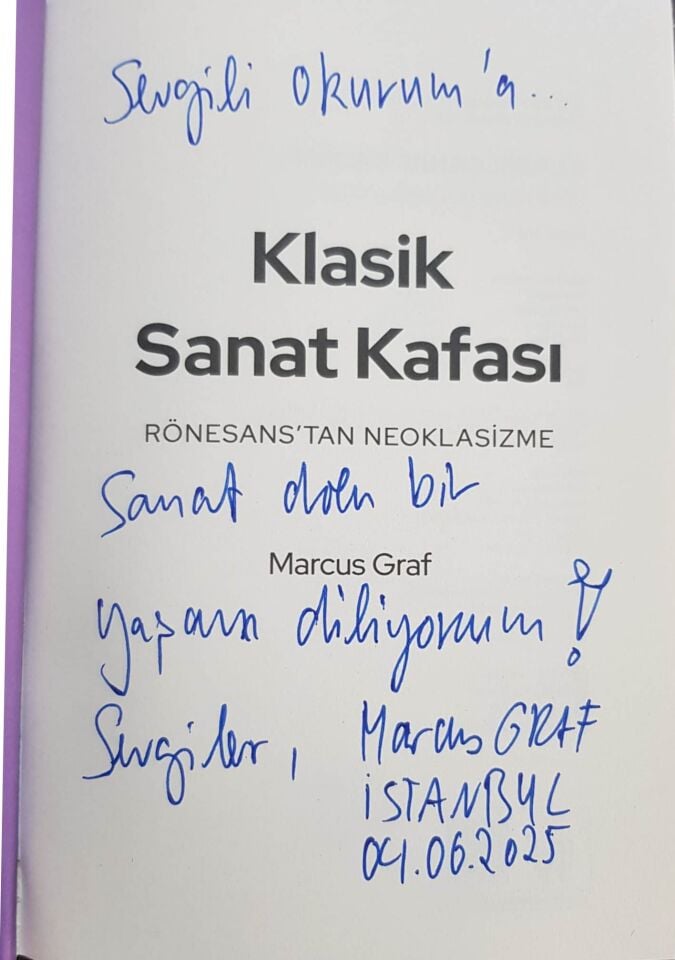 Sevgili okurum'a...
Klasik
Sanat Kafası
RÖNESANS'TAN NEOKLASİZME
Sanat dolu bir
Marcus Graf
yaşam diliyorum!
Sevgiler, Marcus GRAF
İSTANBUL
04.06.2025